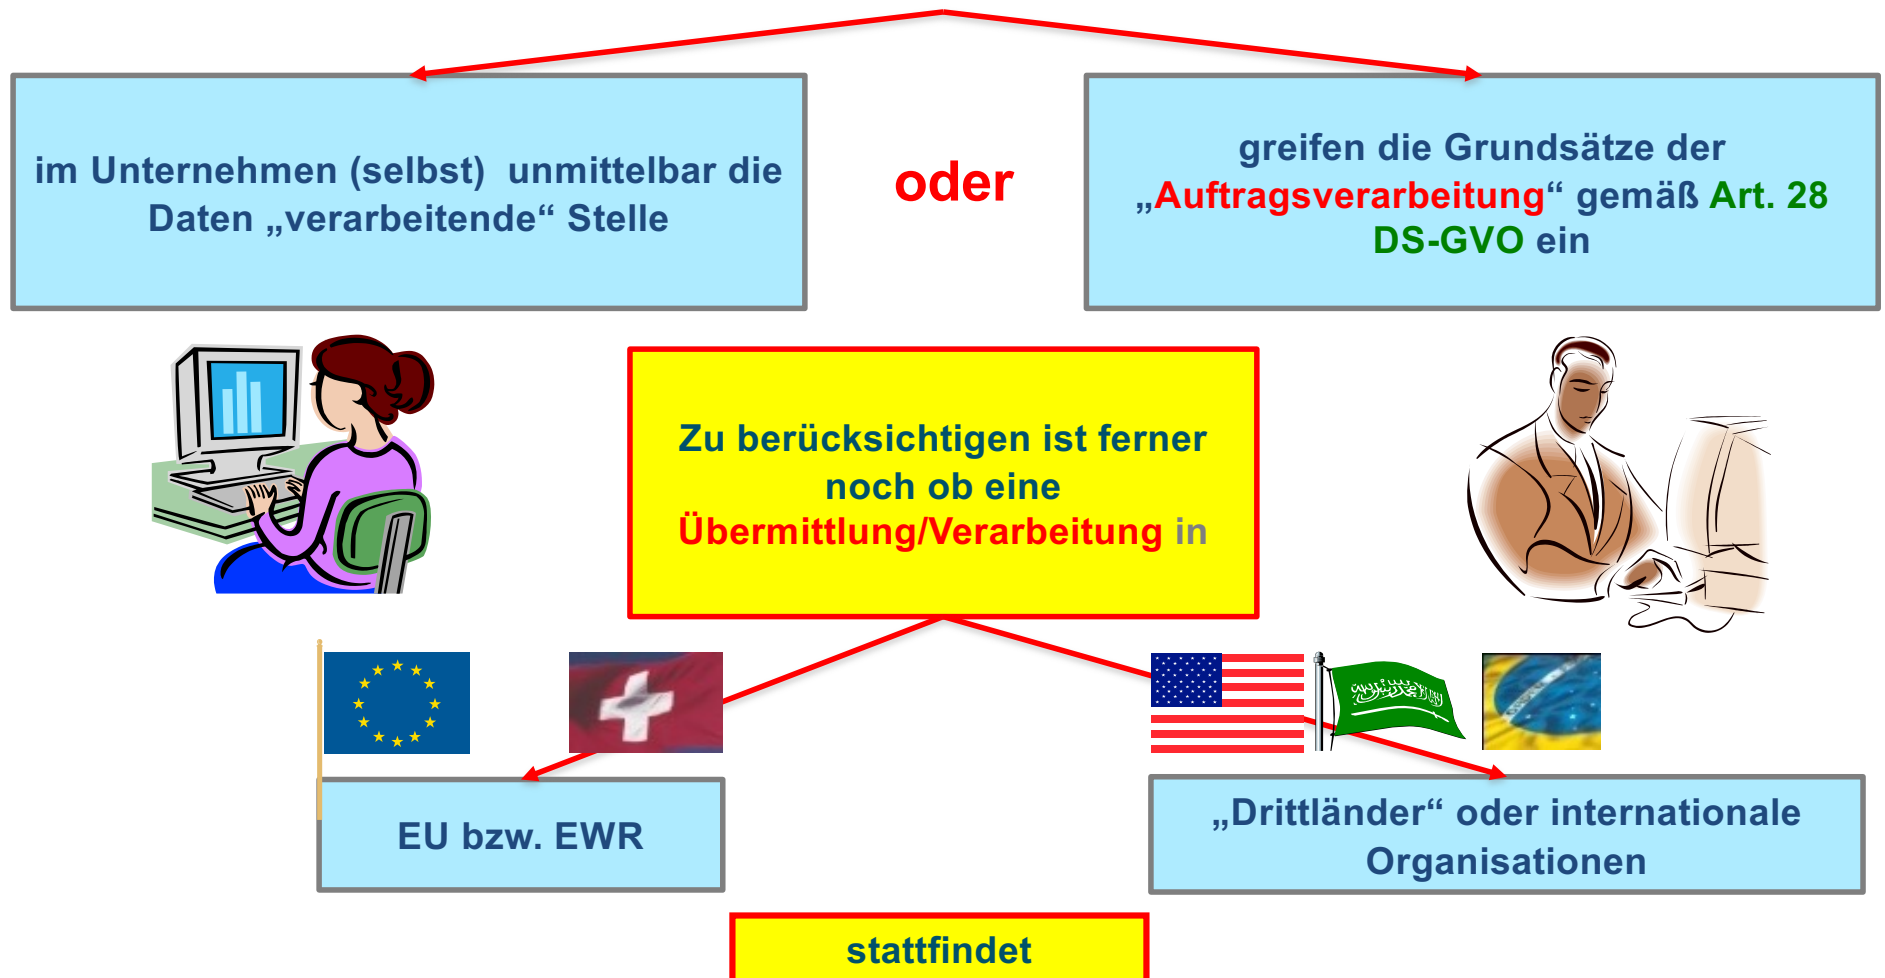 im Unternehmen (selbst) unmittelbar die
Daten „verarbeitende“ Stelle
oder
greifen die Grundsätze der
„Auftragsverarbeitung“ gemäß Art. 28
DS-GVO ein
Zu berücksichtigen ist ferner
noch ob eine
Übermittlung/Verarbeitung in
EU bzw. EWR
„Drittländer“ oder internationale
Organisationen
stattfindet